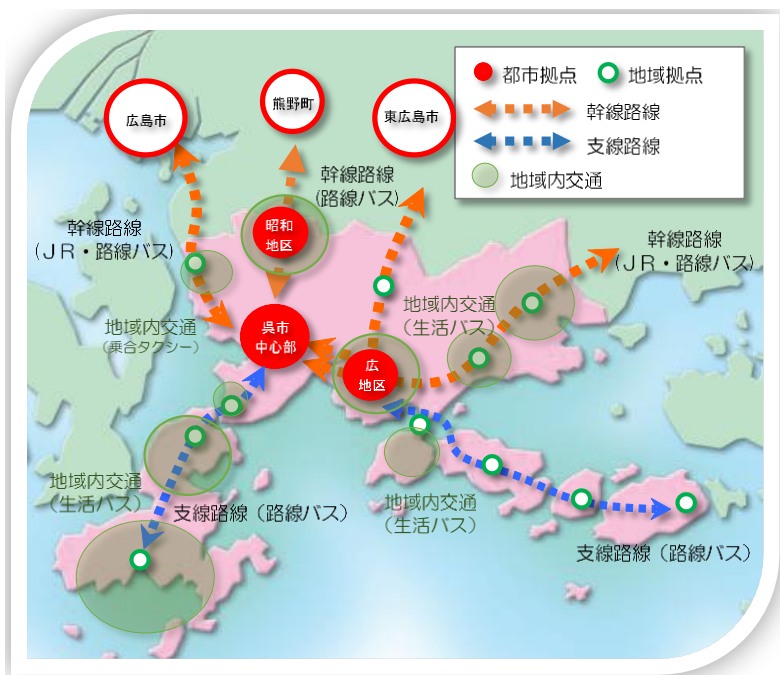 広島市
熊野町
東広島市
都市拠点
地域拠点
幹線路線
支線路線
地域内交通
幹線路線
(路線バス)
幹線路線
(ＪＲ・路線バス)
昭和
地区
幹線路線
(ＪＲ・路線バス)
地域内交通
(乗合タクシー)
呉市
中心部
地域内交通
(生活バス)
広
地区
地域内交通
(生活バス)
支線路線（路線バス）
地域内交通
(生活バス)
支線路線（路線バス）